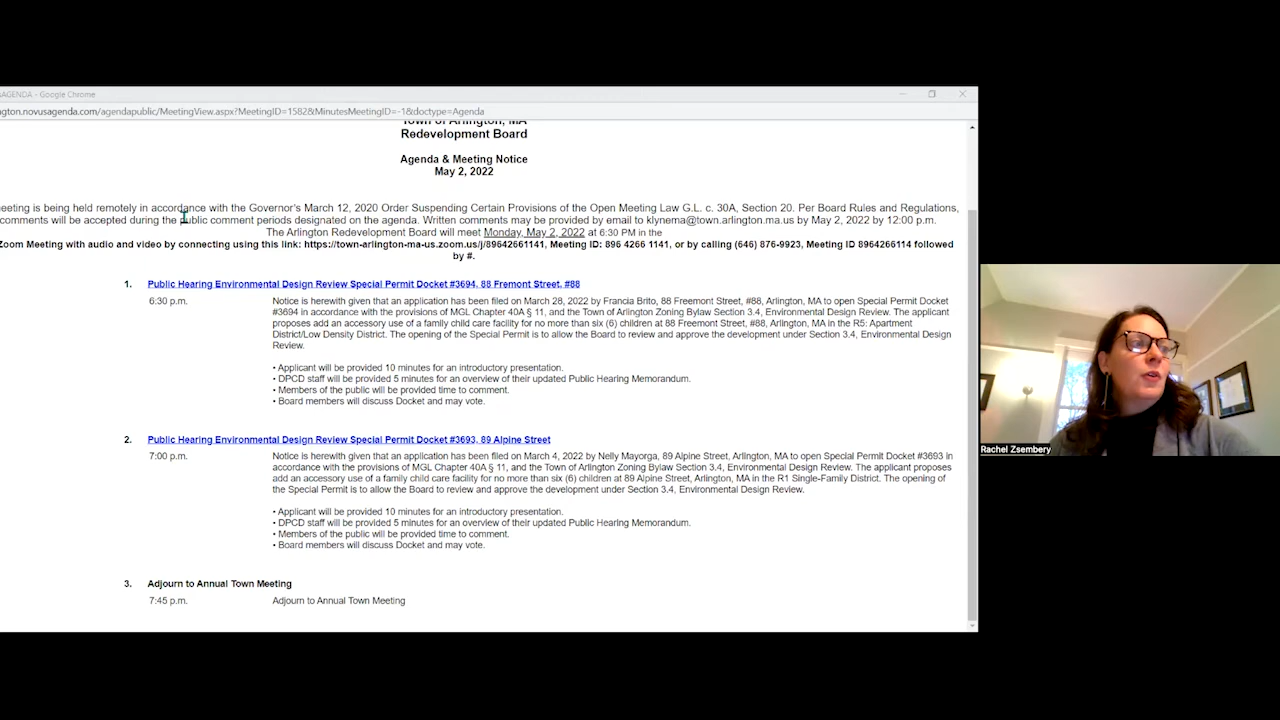 AGENDA - Google Chrome
gton.novusagenda.com/agendapublic/MeetingView.aspx?MeetingID=1582&MinutesMeetingID=-1&doctype=Agenda
Town of Arlington, MA
Redevelopment Board
Agenda & Meeting Notice
May 2, 2022
eeting is being held remotely in accordance with the Governor's March 12, 2020 Order Suspending Certain Provisions of the Open Meeting Law G.L. c. 30A, Section 20. Per Board Rules and Regulations,
comments will be accepted during the public comment periods designated on the agenda. Written comments may be provided by email to klynema@town.arlington.ma.us by May 2, 2022 by 12:00 p.m.
The Arlington Redevelopment Board will meet Monday, May 2, 2022 at 6:30 PM in the
Zoom Meeting with audio and video by connecting using this link: https://town-arlington-ma-us.zoom.us/j/89642661141, Meeting ID: 896 4266 1141, or by calling (646) 876-9923, Meeting ID 8964266114 followed
by #.
1. Public Hearing Environmental Design Review Special Permit Docket #3694, 88 Fremont Street, #88
6:30 p.m. Notice is herewith given that an application has been filed on March 28, 2022 by Francia Brito, 88 Freemont Street, #88, Arlington, MA to open Special Permit Docket
#3694 in accordance with the provisions of MGL Chapter 40A § 11, and the Town of Arlington Zoning Bylaw Section 3.4, Environmental Design Review. The applicant
proposes add an accessory use of a family child care facility for no more than six (6) children at 88 Freemont Street, #88, Arlington, MA in the R5: Apartment
District/Low Density District. The opening of the Special Permit is to allow the Board to review and approve the development under Section 3.4, Environmental Design
Review.
• Applicant will be provided 10 minutes for an introductory presentation.
• DPCD staff will be provided 5 minutes for an overview of their updated Public Hearing Memorandum.
• Members of the public will be provided time to comment.
• Board members will discuss Docket and may vote.
2. Public Hearing Environmental Design Review Special Permit Docket #3693, 89 Alpine Street
7:00 p.m. Notice is herewith given that an application has been filed on March 4, 2022 by Nelly Mayorga, 89 Alpine Street, Arlington, MA to open Special Permit Docket #3693 in
accordance with the provisions of MGL Chapter 40A § 11, and the Town of Arlington Zoning Bylaw Section 3.4, Environmental Design Review. The applicant proposes
add an accessory use of a family child care facility for no more than six (6) children at 89 Alpine Street, Arlington, MA in the R1 Single-Family District. The opening of
the Special Permit is to allow the Board to review and approve the development under Section 3.4, Environmental Design Review.
• Applicant will be provided 10 minutes for an introductory presentation.
• DPCD staff will be provided 5 minutes for an overview of their updated Public Hearing Memorandum.
• Members of the public will be provided time to comment.
• Board members will discuss Docket and may vote.
3. Adjourn to Annual Town Meeting
7:45 p.m. Adjourn to Annual Town Meeting
Rachel Zsembery